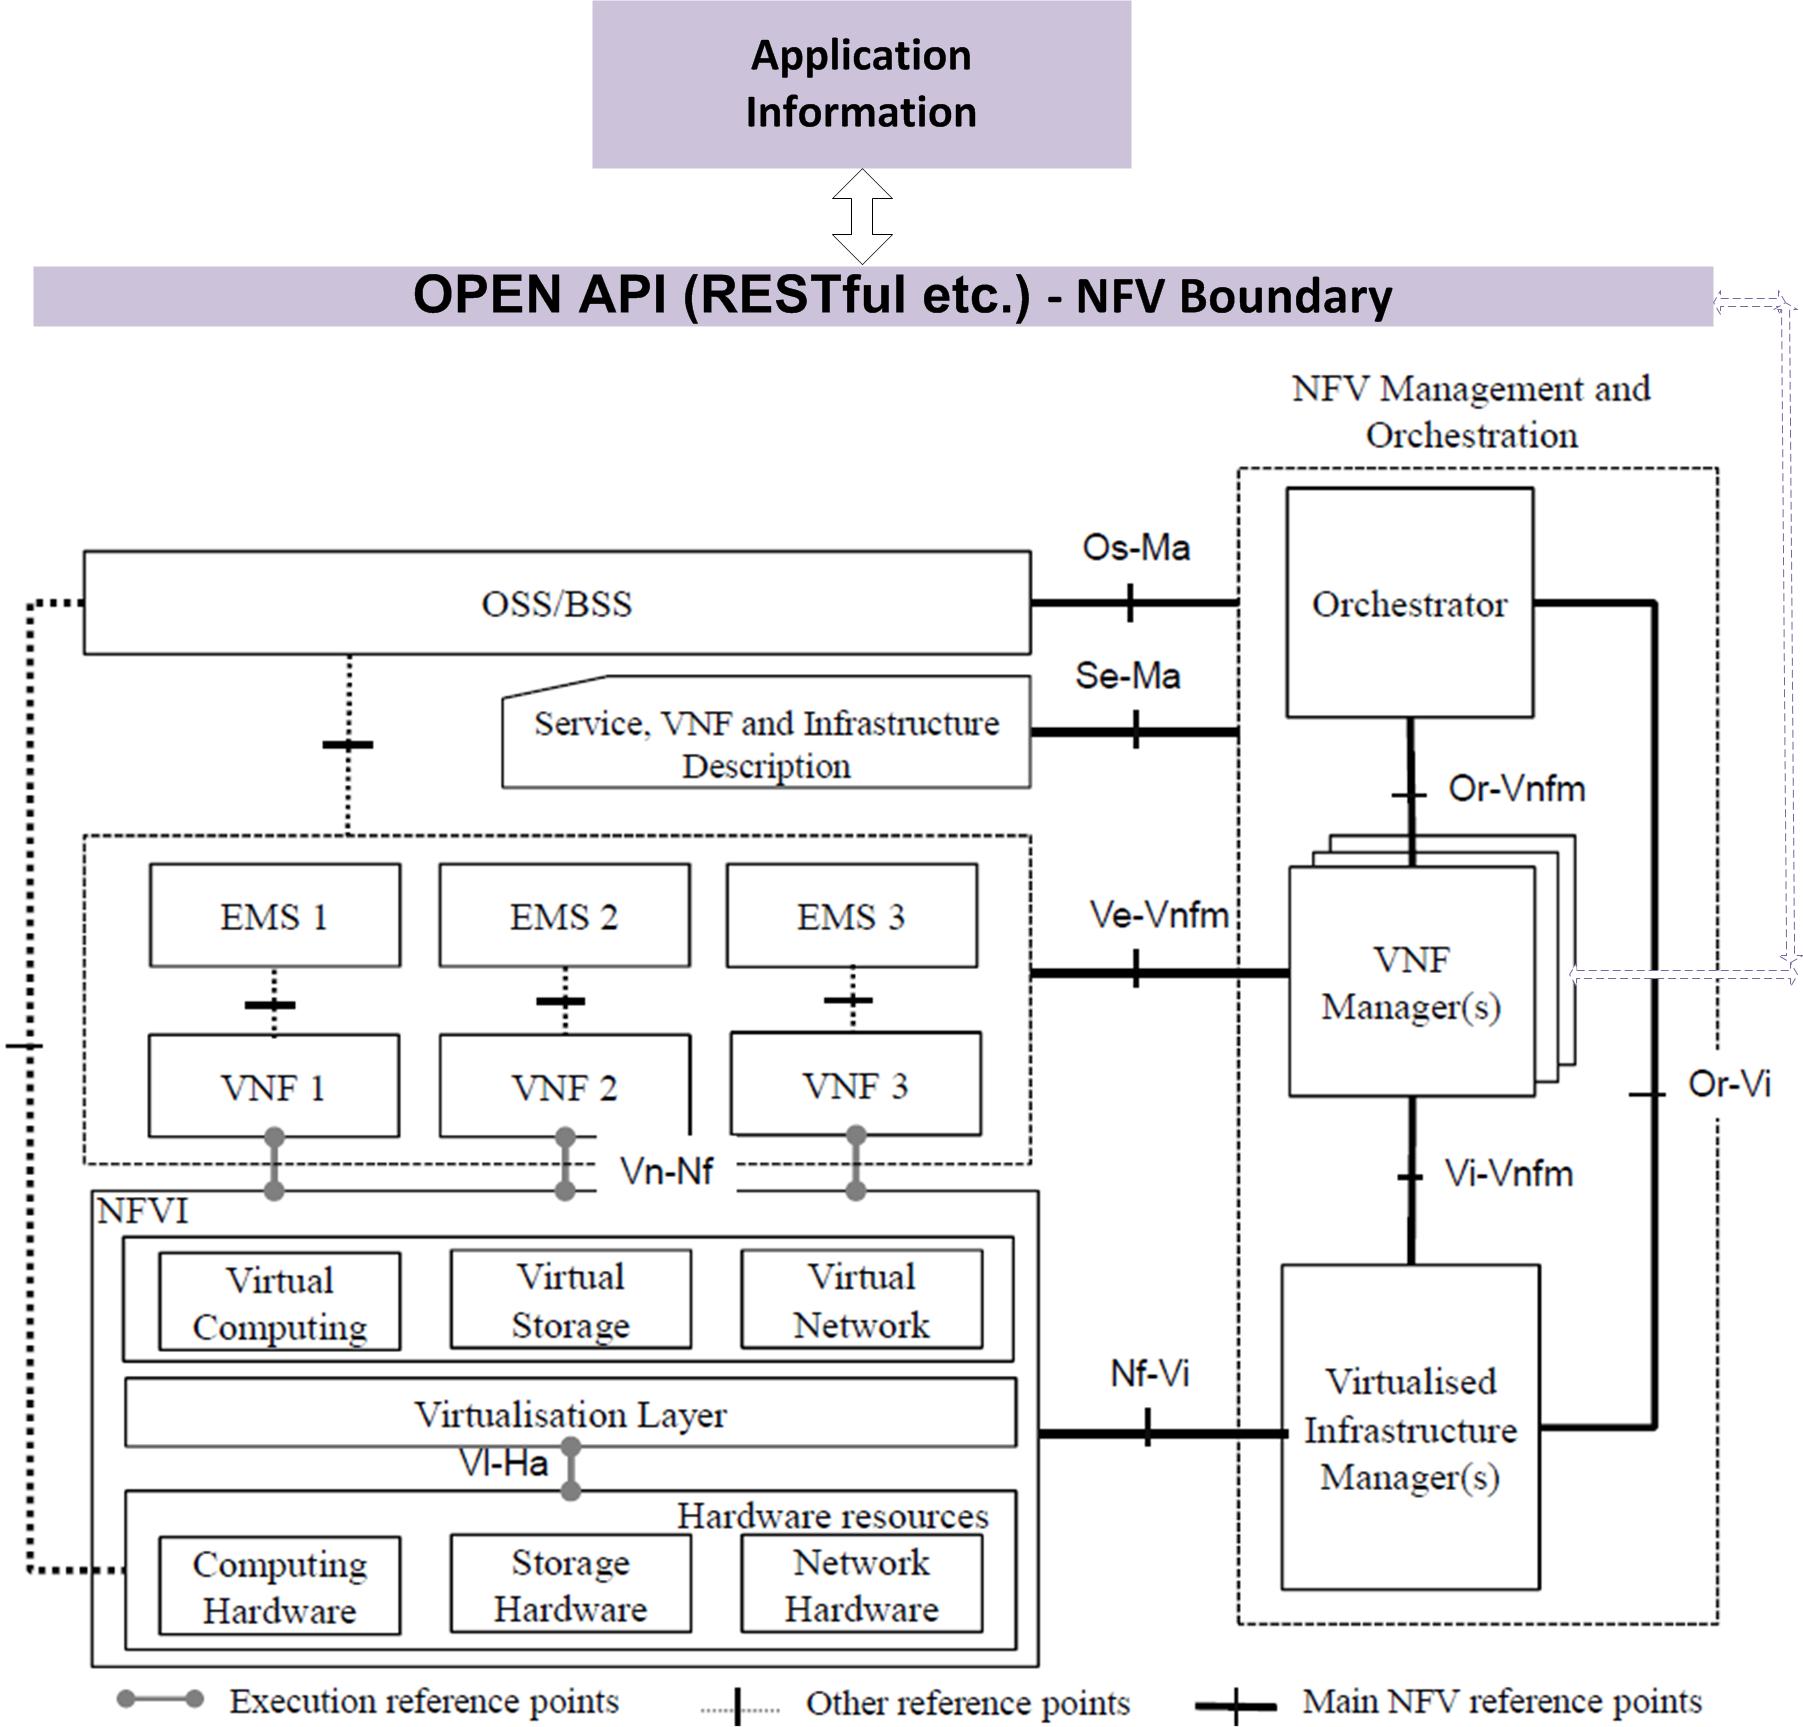 Application
Information
OPEN API (RESTful etc.) - NFV Boundary
NFV Management and
Orchestration
Os-Ma
OSS/BSS
Orchestrator
Se-Ma
Service, VNF and Infrastructure
Description
Or-Vnfm
EMS 1
EMS 2
EMS 3
Ve-Vnfm
VNF
Manager(s)
VNF 1
VNF 2
VNF 3
Or-Vi
Vn-Nf
Vi-Vnfm
NFVI
Virtual
Computing
Virtual
Storage
Virtual
Network
Nf-Vi
Virtualised
Infrastructure
Manager(s)
Virtualisation Layer
Vl-Ha
Hardware resources
Computing
Hardware
Storage
Hardware
Network
Hardware
Execution reference points
Other reference points
Main NFV reference points